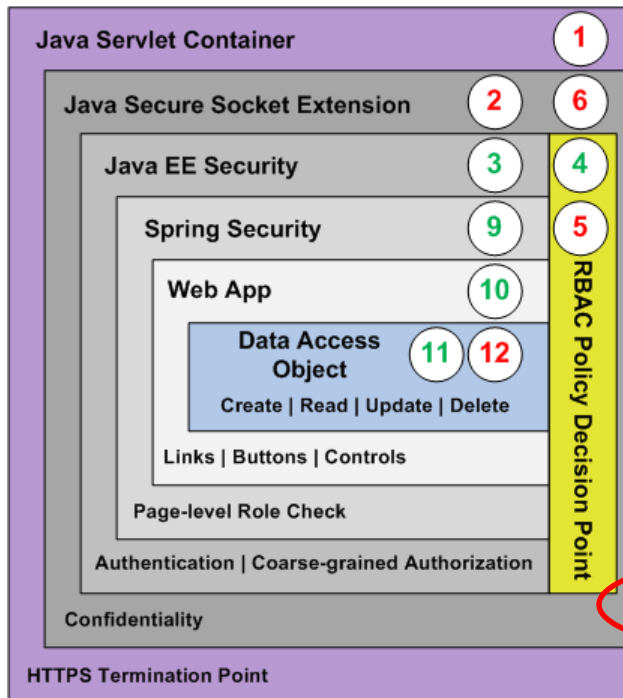 Java Servlet Container 1
Java Secure Socket Extension 2 6
Java EE Security 3 4
Spring Security 9 5
Web App 10
Data Access
Object 11 12
Create | Read | Update | Delete
Links | Buttons | Controls
Page-level Role Check
Authentication | Coarse-grained Authorization
RBAC Policy Decision Point
Confidentiality
HTTPS Termination Point